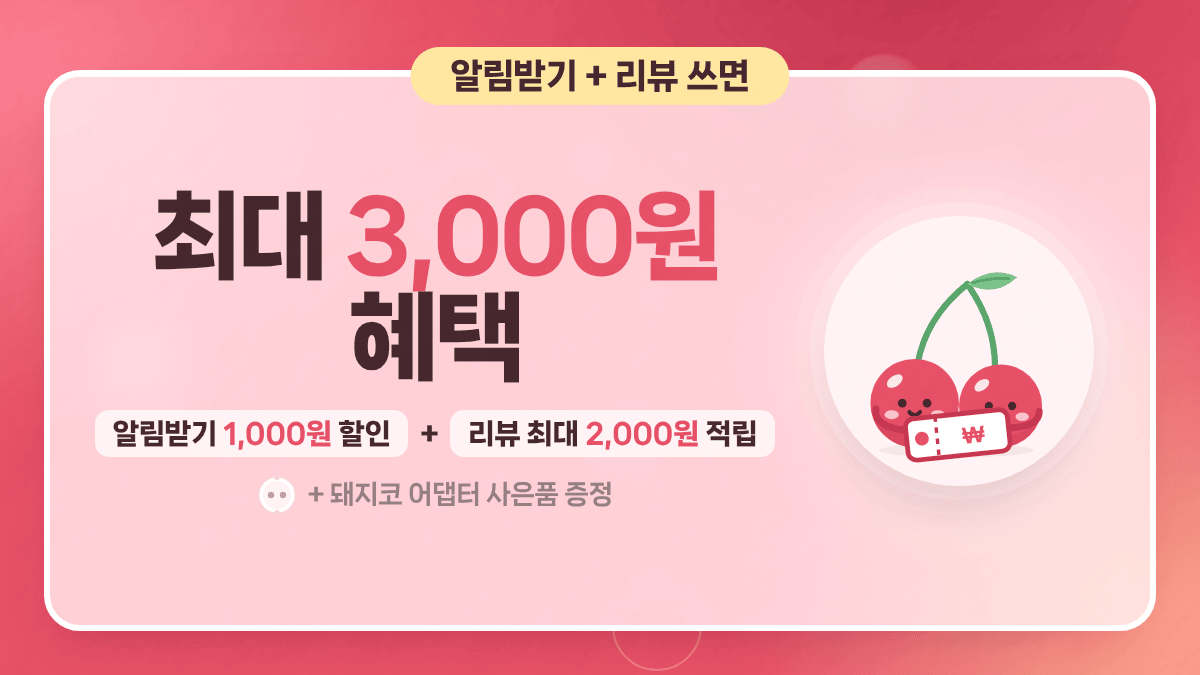 알림받기 + 리뷰 쓰면
최대 3,000원
혜택
알림받기 1,000원 할인 + 리뷰 최대 2,000원 적립
+ 돼지코 어댑터 사은품 증정
₩